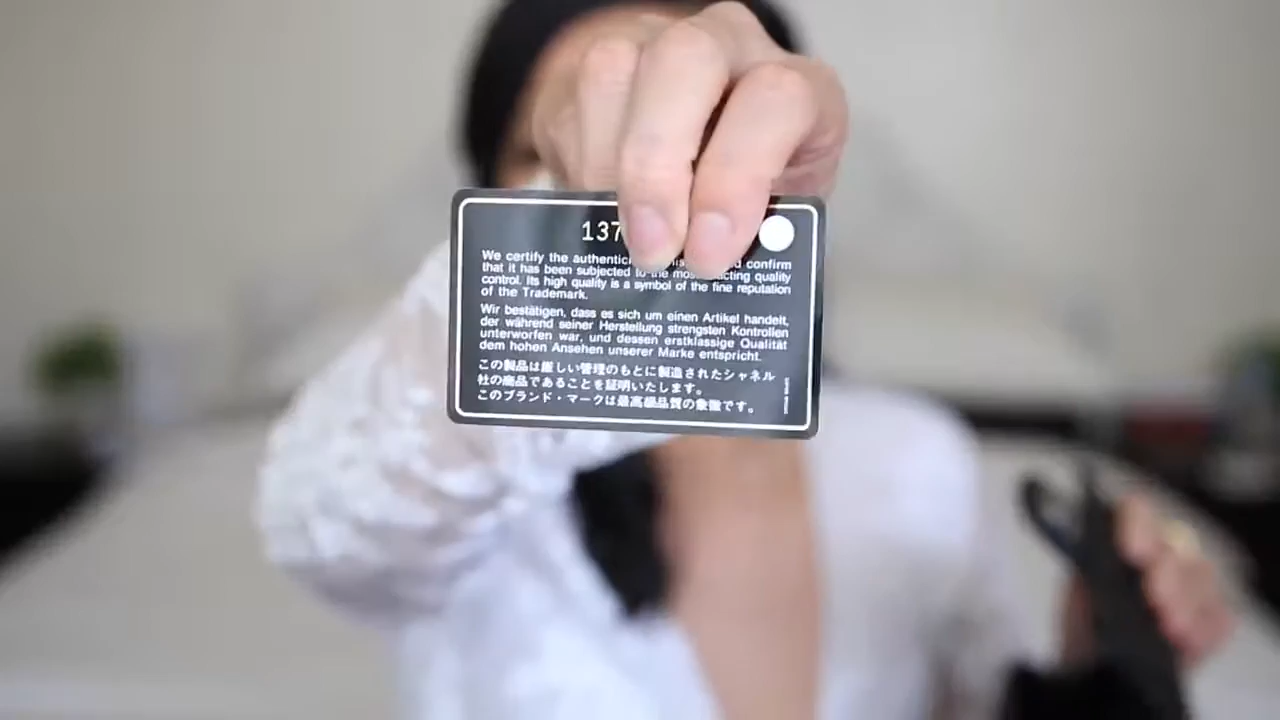 137
We certify the confirm
that it has been subjected to the quality
control. Its high quality is a symbol of the fine reputation
of the Trademark.
Wir bestätigen, dass es sich um einen Artikel handelt,
der während seiner Herstellung strengsten Kontrollen
unterworfen war, und dessen erstklassige Qualität
dem hohen Ansehen unserer Marke entspricht.
この製品は厳しい管理のもとに製造されたシャネル
社の商品であることを証明いたします。
このブランド・マークは最高級品質の象徴です。